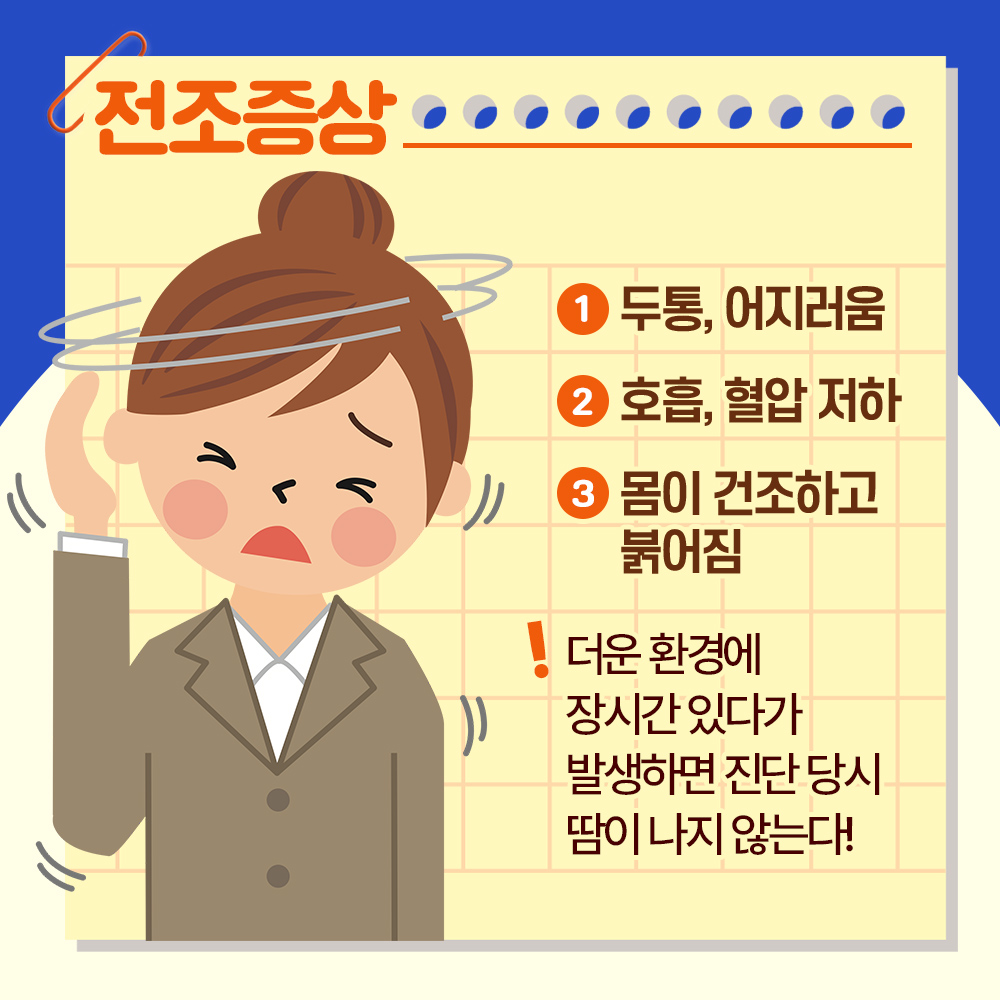 전조증상
1 두통, 어지러움
2 호흡, 혈압 저하
3 몸이 건조하고
붉어짐
! 더운 환경에
장시간 있다가
발생하면 진단 당시
땀이 나지 않는다!